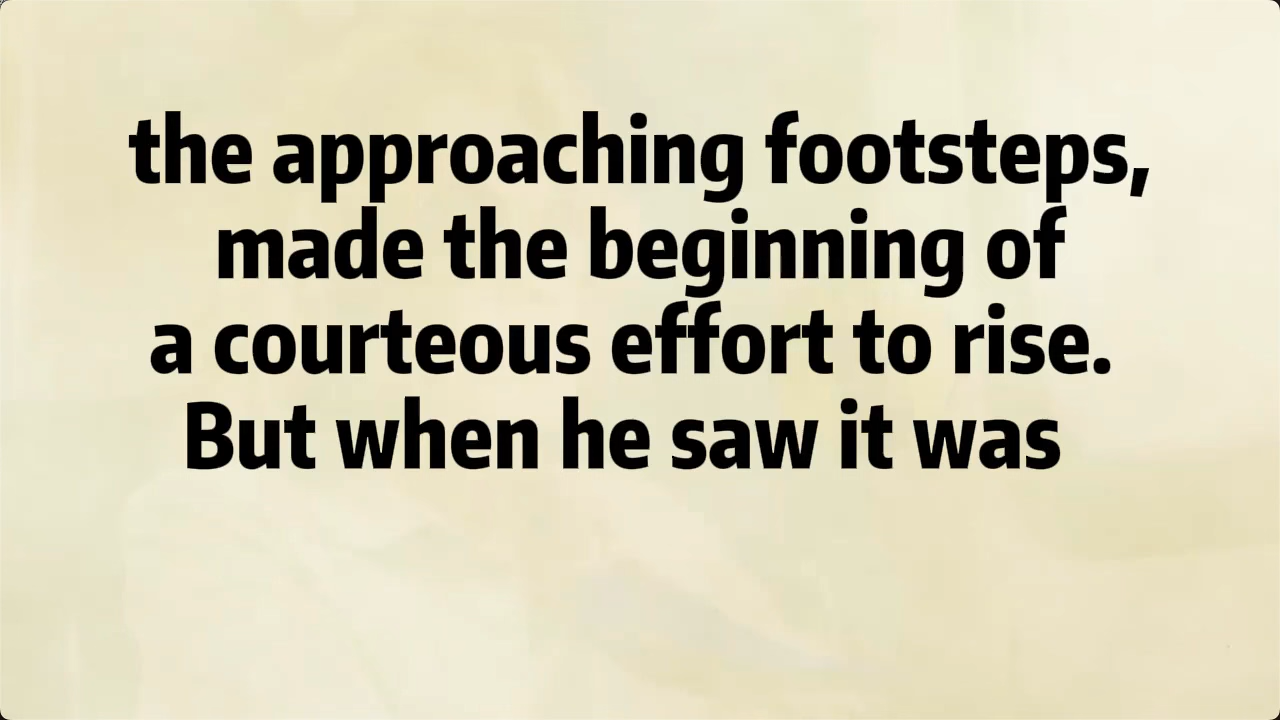 the approaching footsteps,
made the beginning of
a courteous effort to rise.
But when he saw it was